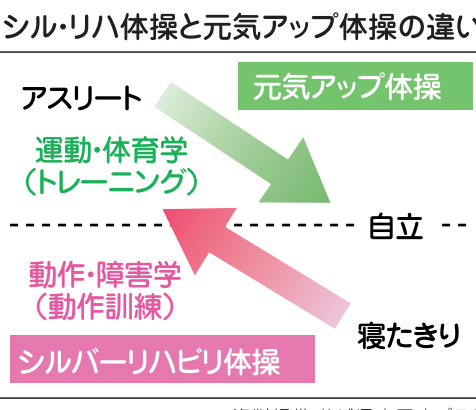 シル・リハ体操と元気アップ体操の違い
元気アップ体操
アスリート
運動・体育学
（トレーニング）
自立
動作・障害学
（動作訓練）
寝たきり
シルバーリハビリ体操